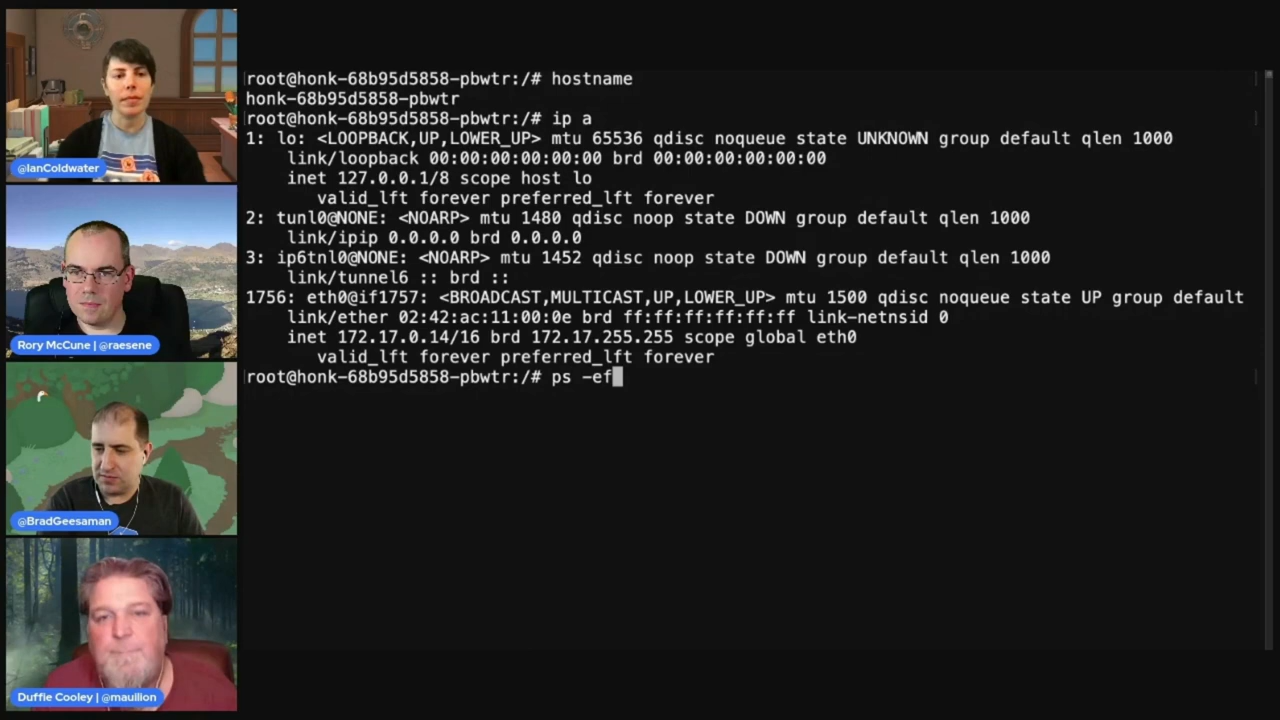 @IanColdwater
Rory McCune | @raesene
@BradGeesaman
Duffie Cooley | @mauilion
root@honk-68b95d5858-pbwtr:/# hostname
honk-68b95d5858-pbwtr
root@honk-68b95d5858-pbwtr:/# ip a
1: lo: <LOOPBACK,UP,LOWER_UP> mtu 65536 qdisc noqueue state UNKNOWN group default qlen 1000
link/loopback 00:00:00:00:00:00 brd 00:00:00:00:00:00
inet 127.0.0.1/8 scope host lo
valid_lft forever preferred_lft forever
2: tunl0@NONE: <NOARP> mtu 1480 qdisc noop state DOWN group default qlen 1000
link/ipip 0.0.0.0 brd 0.0.0.0
3: ip6tnl0@NONE: <NOARP> mtu 1452 qdisc noop state DOWN group default qlen 1000
link/tunnel6 :: brd ::
1756: eth0@if1757: <BROADCAST,MULTICAST,UP,LOWER_UP> mtu 1500 qdisc noqueue state UP group default
link/ether 02:42:ac:11:00:0e brd ff:ff:ff:ff:ff:ff link-netnsid 0
inet 172.17.0.14/16 brd 172.17.255.255 scope global eth0
valid_lft forever preferred_lft forever
root@honk-68b95d5858-pbwtr:/# ps -ef